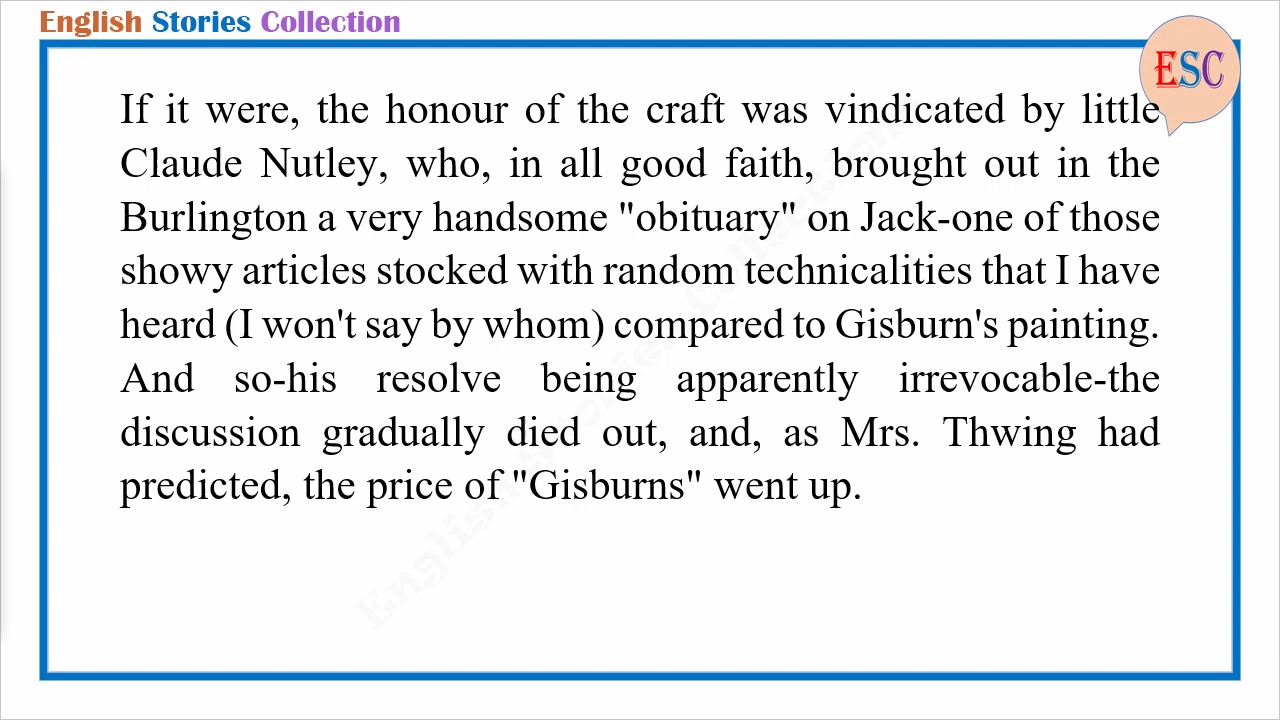 English Stories Collection
ESC
If it were, the honour of the craft was vindicated by little
Claude Nutley, who, in all good faith, brought out in the
Burlington a very handsome "obituary" on Jack-one of those
showy articles stocked with random technicalities that I have
heard (I won't say by whom) compared to Gisburn's painting.
And so-his resolve being apparently irrevocable-the
discussion gradually died out, and, as Mrs. Thwing had
predicted, the price of "Gisburns" went up.
English Stories Collection